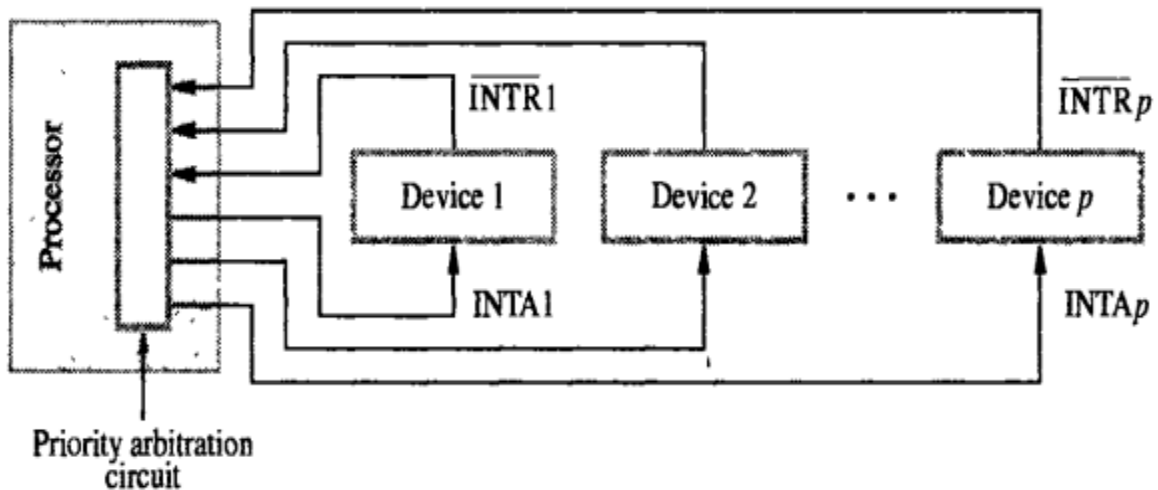 Processor
INTR1
INTRp
Device 1
Device 2
• • •
Device p
INTA1
INTAp
Priority arbitration
circuit